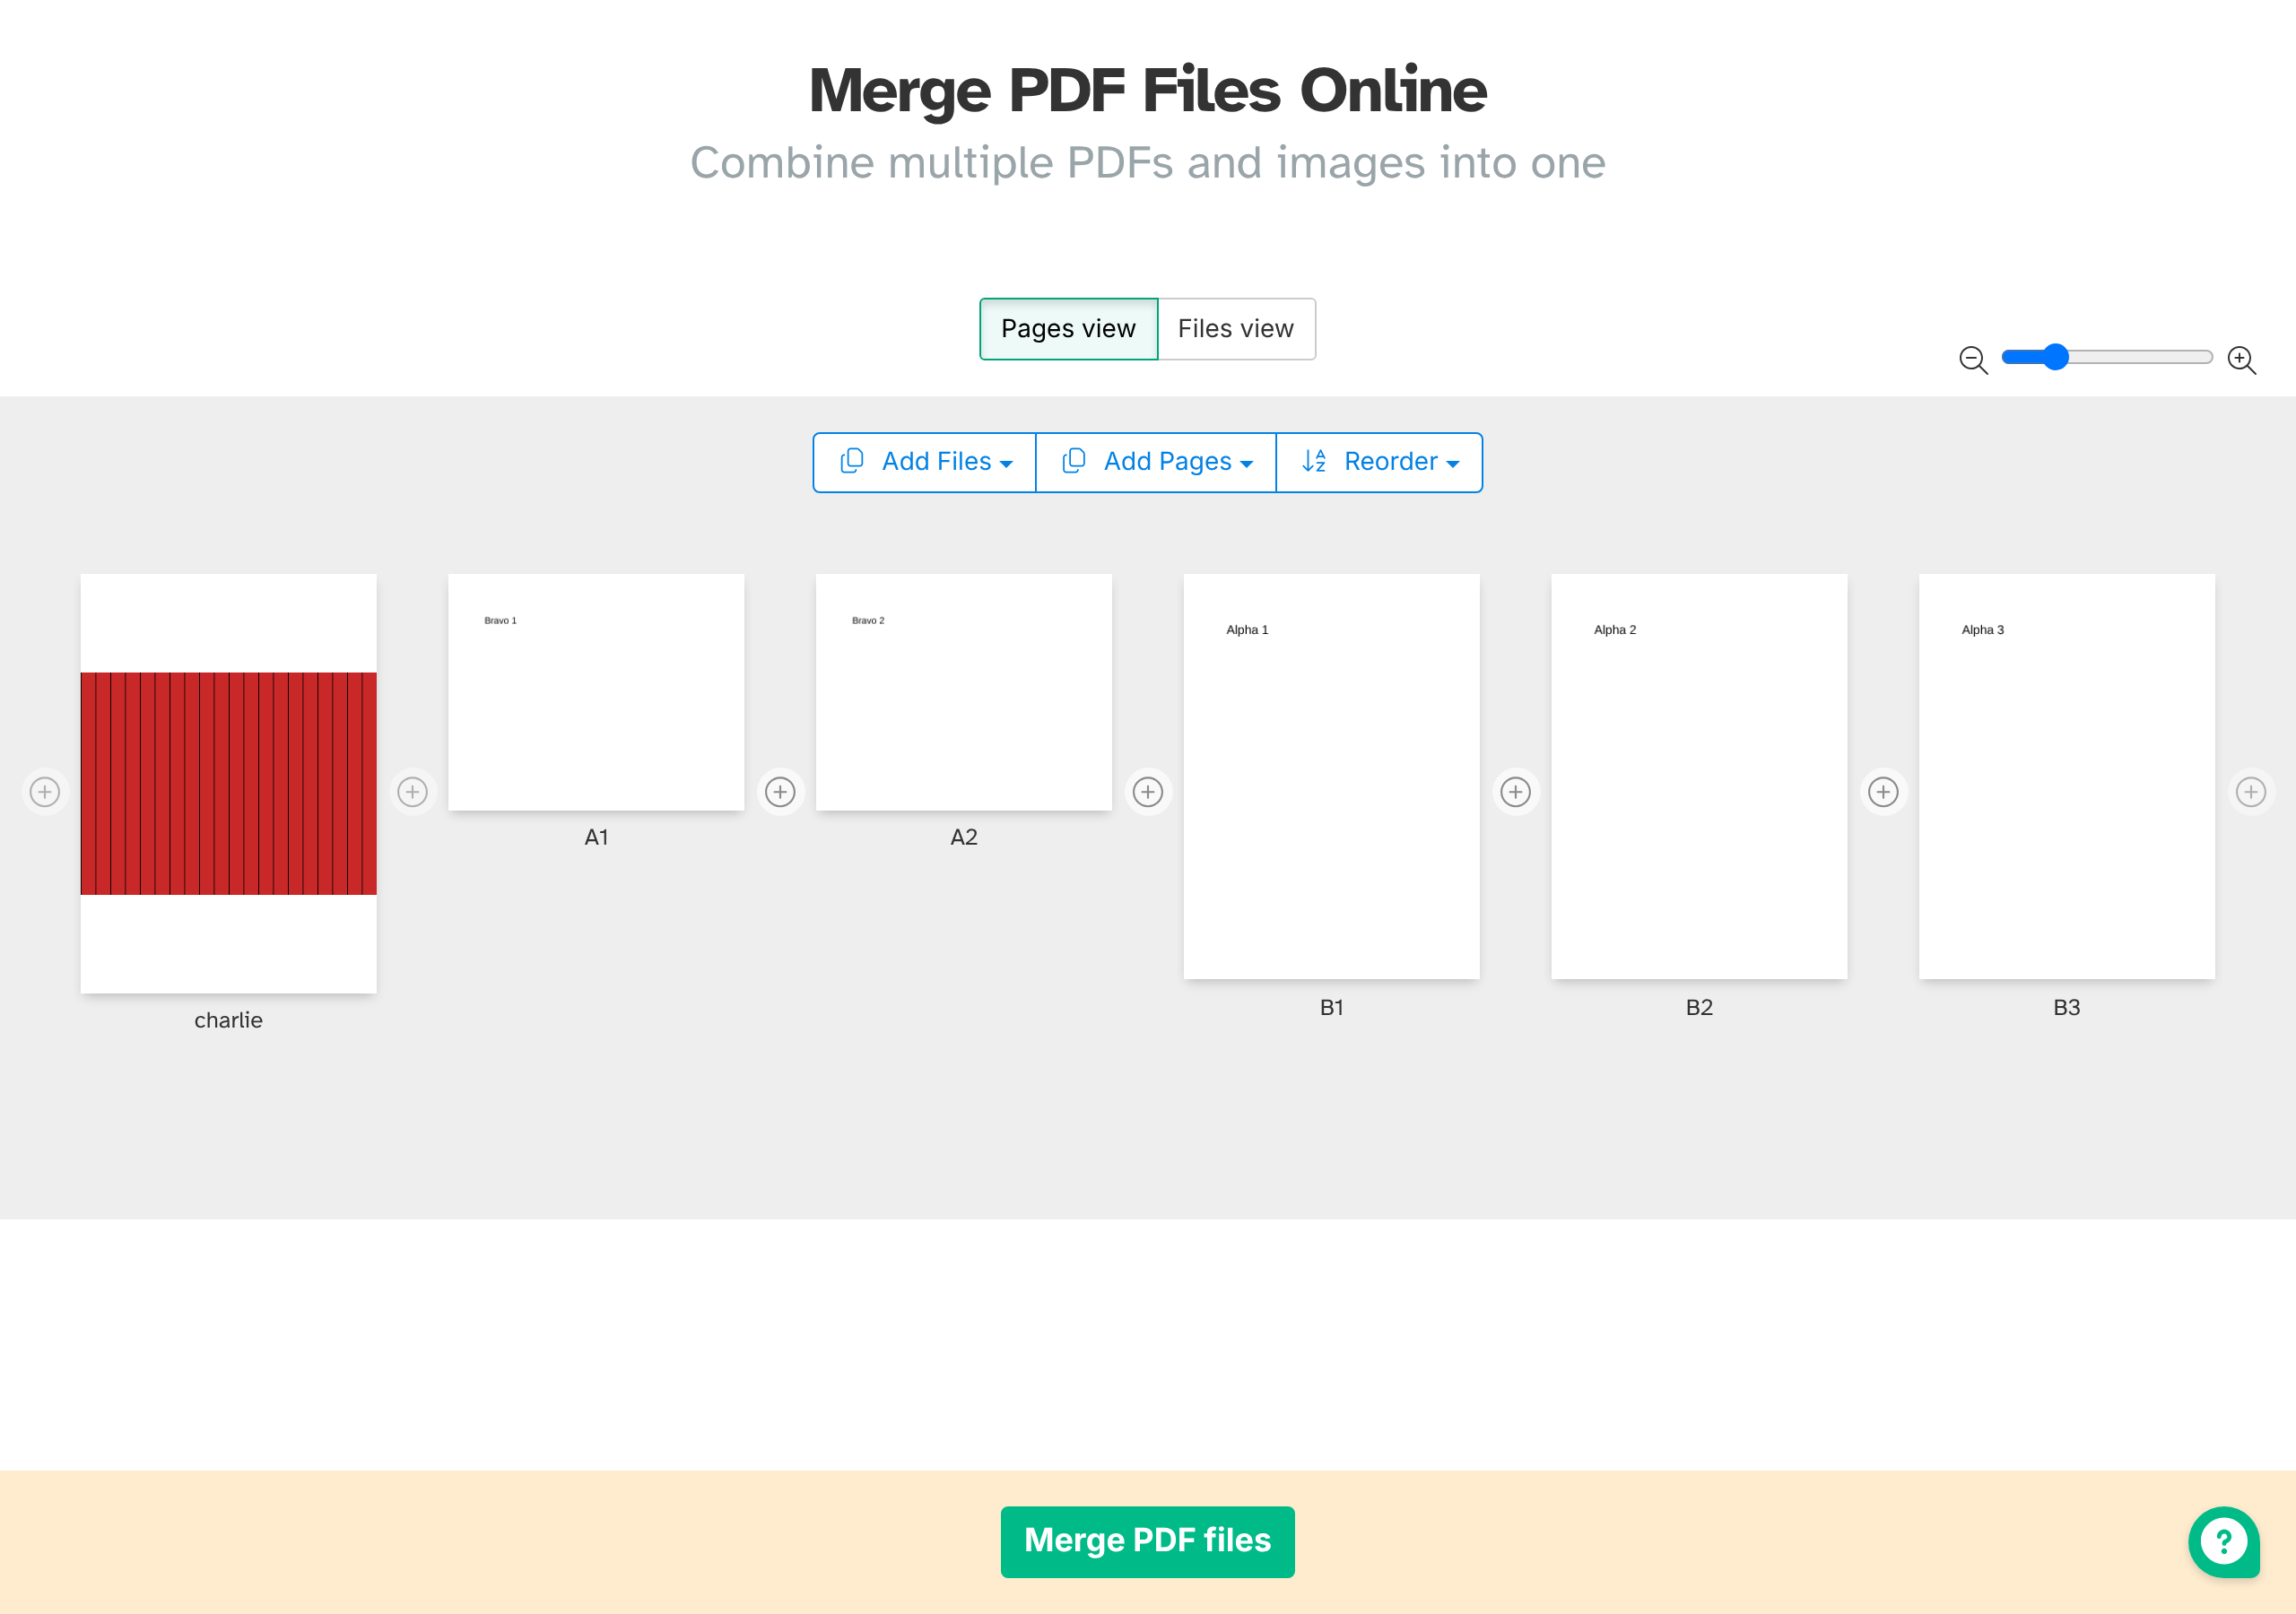 Merge PDF Files Online
Combine multiple PDFs and images into one
Pages view Files view
Add Files Add Pages Reorder
Bravo 1 Bravo 2 Alpha 1 Alpha 2 Alpha 3
A1 A2
charlie B1 B2 B3
Merge PDF files